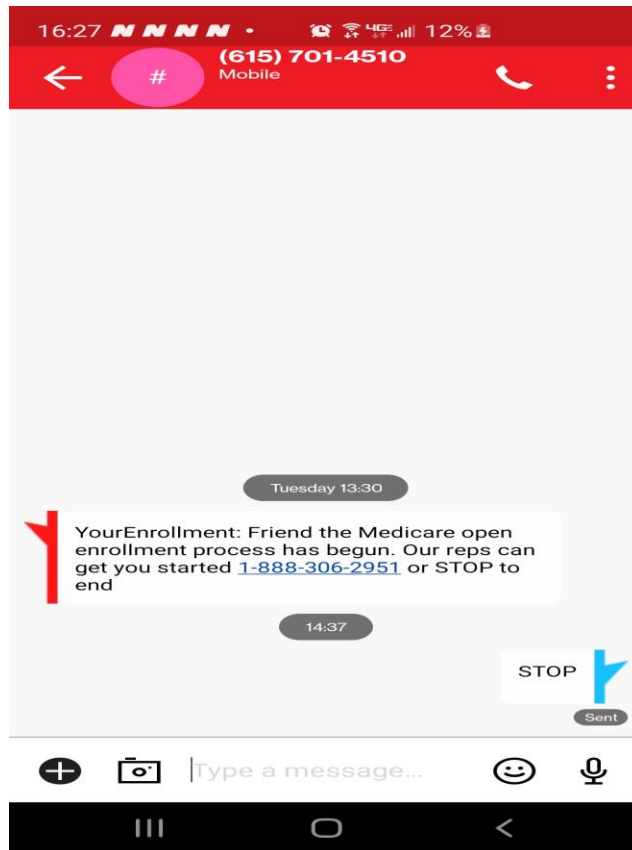 16:27 N N N N • 4G 12%
(615) 701-4510
# Mobile
Tuesday 13:30
YourEnrollment: Friend the Medicare open
enrollment process has begun. Our reps can
get you started 1-888-306-2951 or STOP to
end
14:37
STOP
Sent
Type a message...